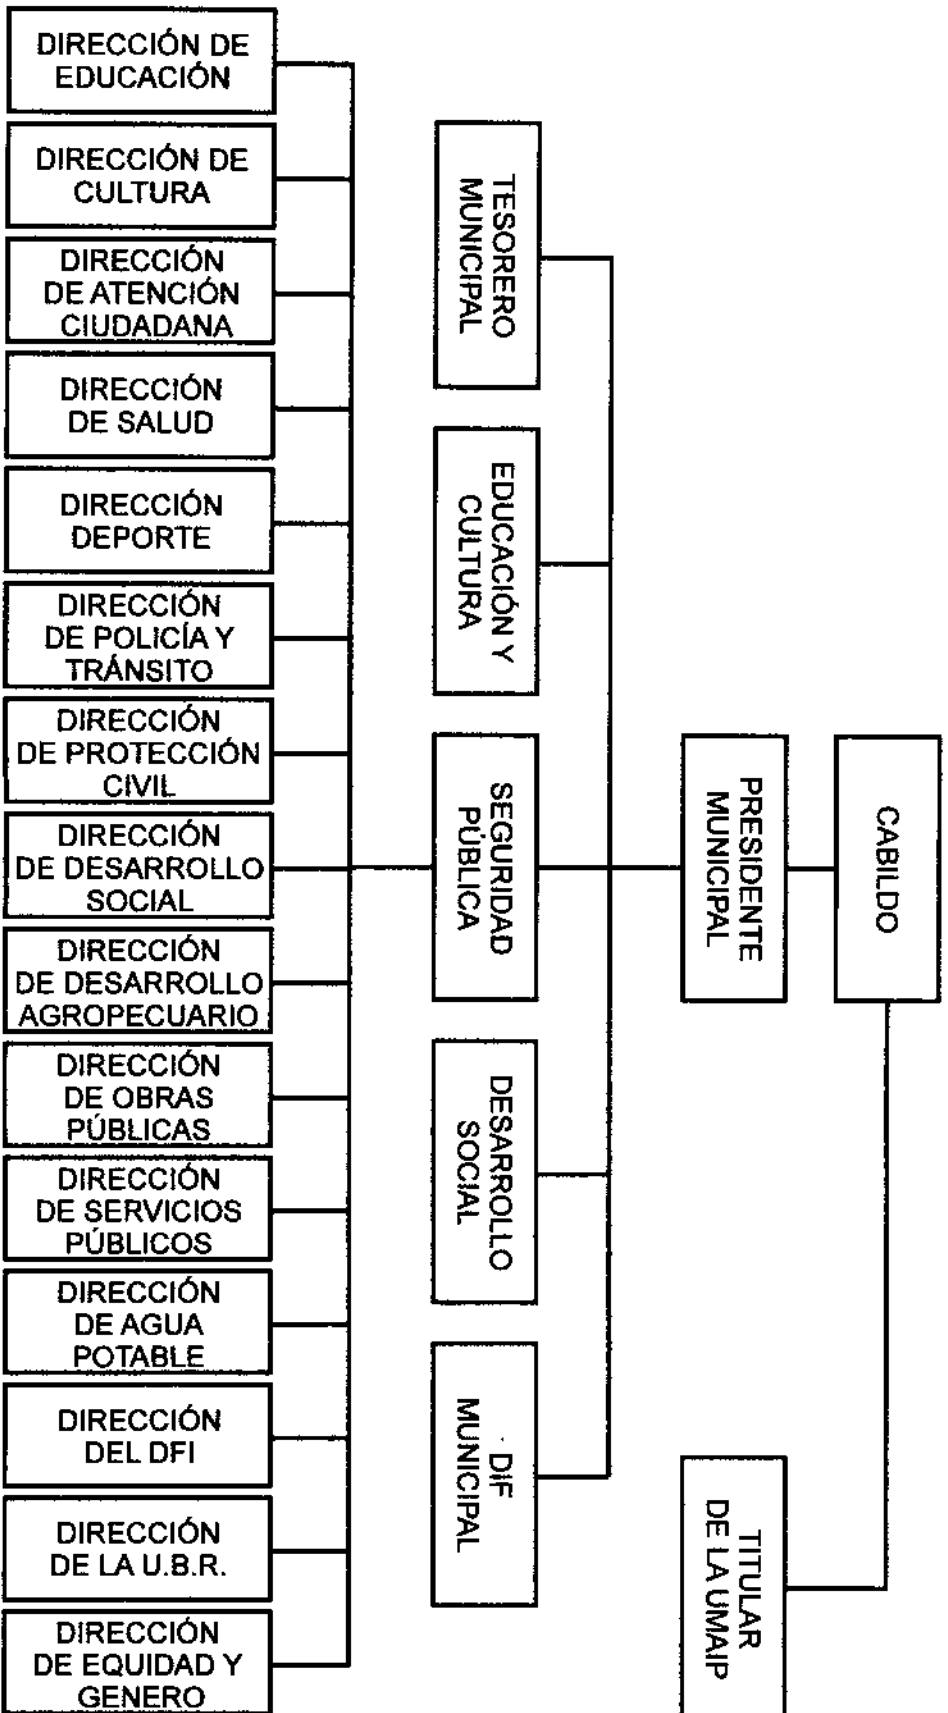 CABILDO
PRESIDENTE
MUNICIPAL
TITULAR
DE LA UMAIP
TESORERO
MUNICIPAL
EDUCACIÓN Y
CULTURA
SEGURIDAD
PÚBLICA
DESARROLLO
SOCIAL
DIF
MUNICIPAL
DIRECCIÓN DE
EDUCACIÓN
DIRECCIÓN DE
CULTURA
DIRECCIÓN
DE ATENCIÓN
CIUDADANA
DIRECCIÓN
DE SALUD
DIRECCIÓN
DEPORTE
DIRECCIÓN
DE POLICÍA Y
TRÁNSITO
DIRECCIÓN
DE PROTECCIÓN
CIVIL
DIRECCIÓN
DE DESARROLLO
SOCIAL
DIRECCIÓN
DE DESARROLLO
AGROPECUARIO
DIRECCIÓN
DE OBRAS
PÚBLICAS
DIRECCIÓN
DE SERVICIOS
PÚBLICOS
DIRECCIÓN
DE AGUA
POTABLE
DIRECCIÓN
DEL DFI
DIRECCIÓN
DE LA U.B.R.
DIRECCIÓN
DE EQUIDAD Y
GENERO